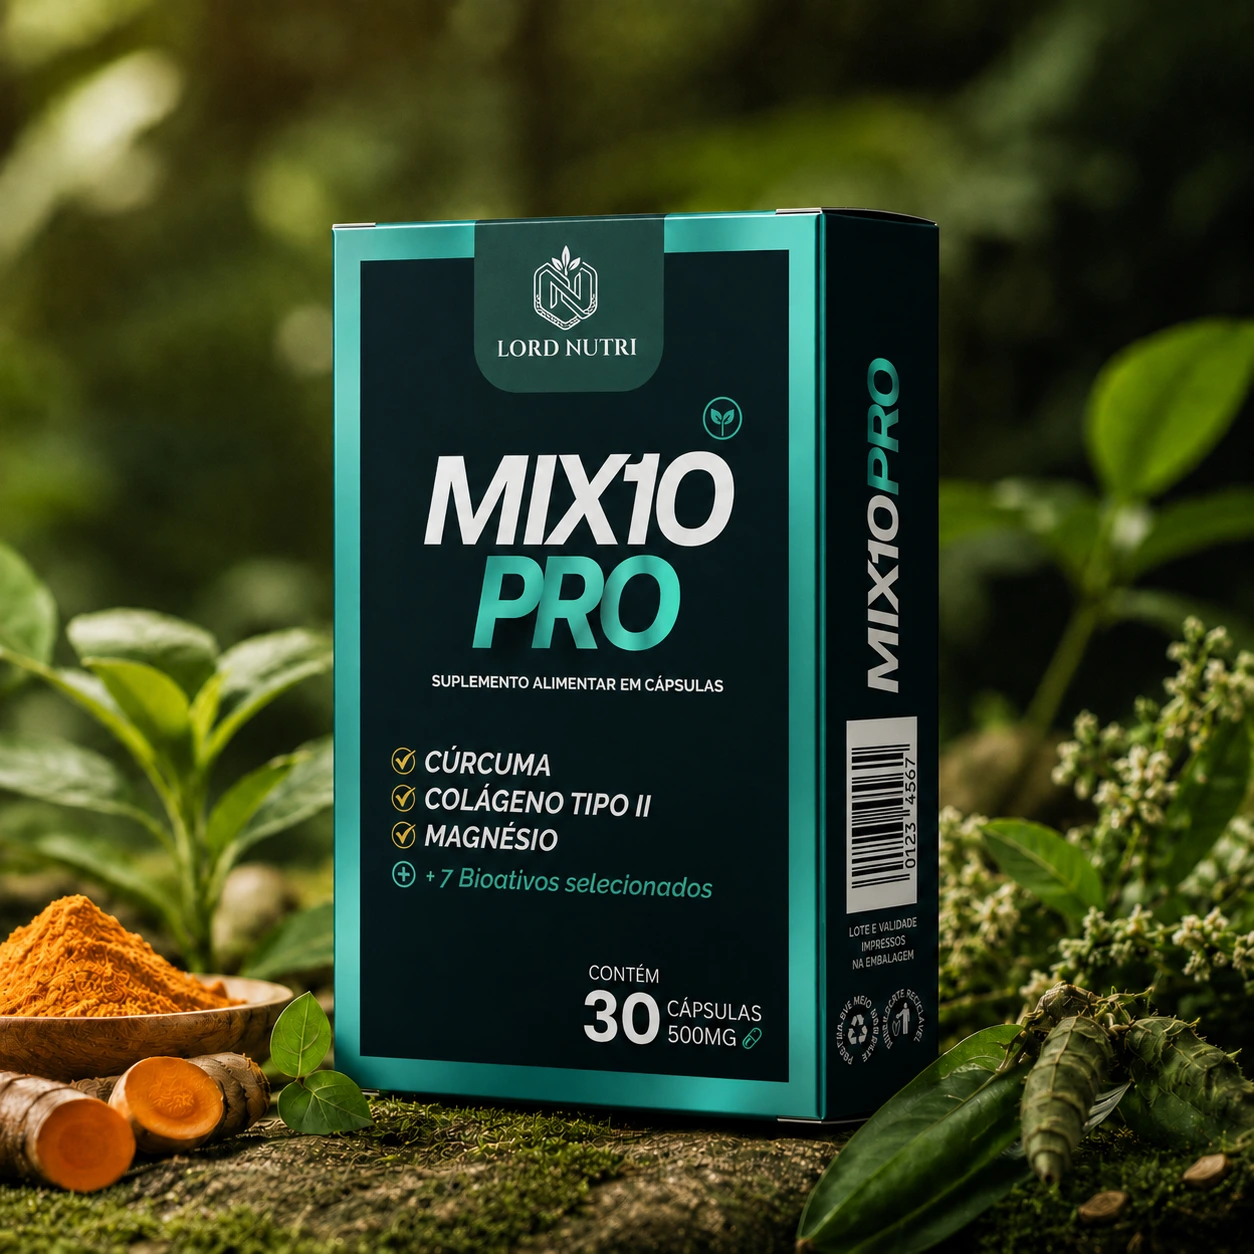 LORD NUTRI
MIX10
PRO
SUPLEMENTO ALIMENTAR EM CÁPSULAS
CÚRCUMA
COLÁGENO TIPO II
MAGNÉSIO
+ 7 Bioativos selecionados
CONTÉM
30 CÁPSULAS
500MG
MIX10PRO
0123 4567
LOTE E VALIDADE
IMPRESSOS
NA EMBALAGEM